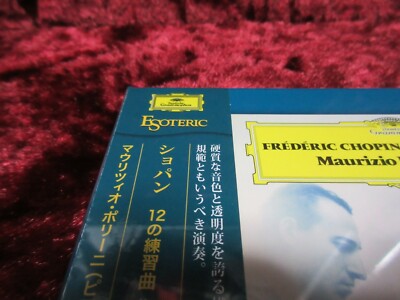 ESOTERIC
ショパン 12の練習曲
マウリツィオ・ポリーニ(ピ
硬質な音色と透明度を誇る
規範ともいうべき演奏。
FRÉDÉRIC CHOPIN
Maurizio